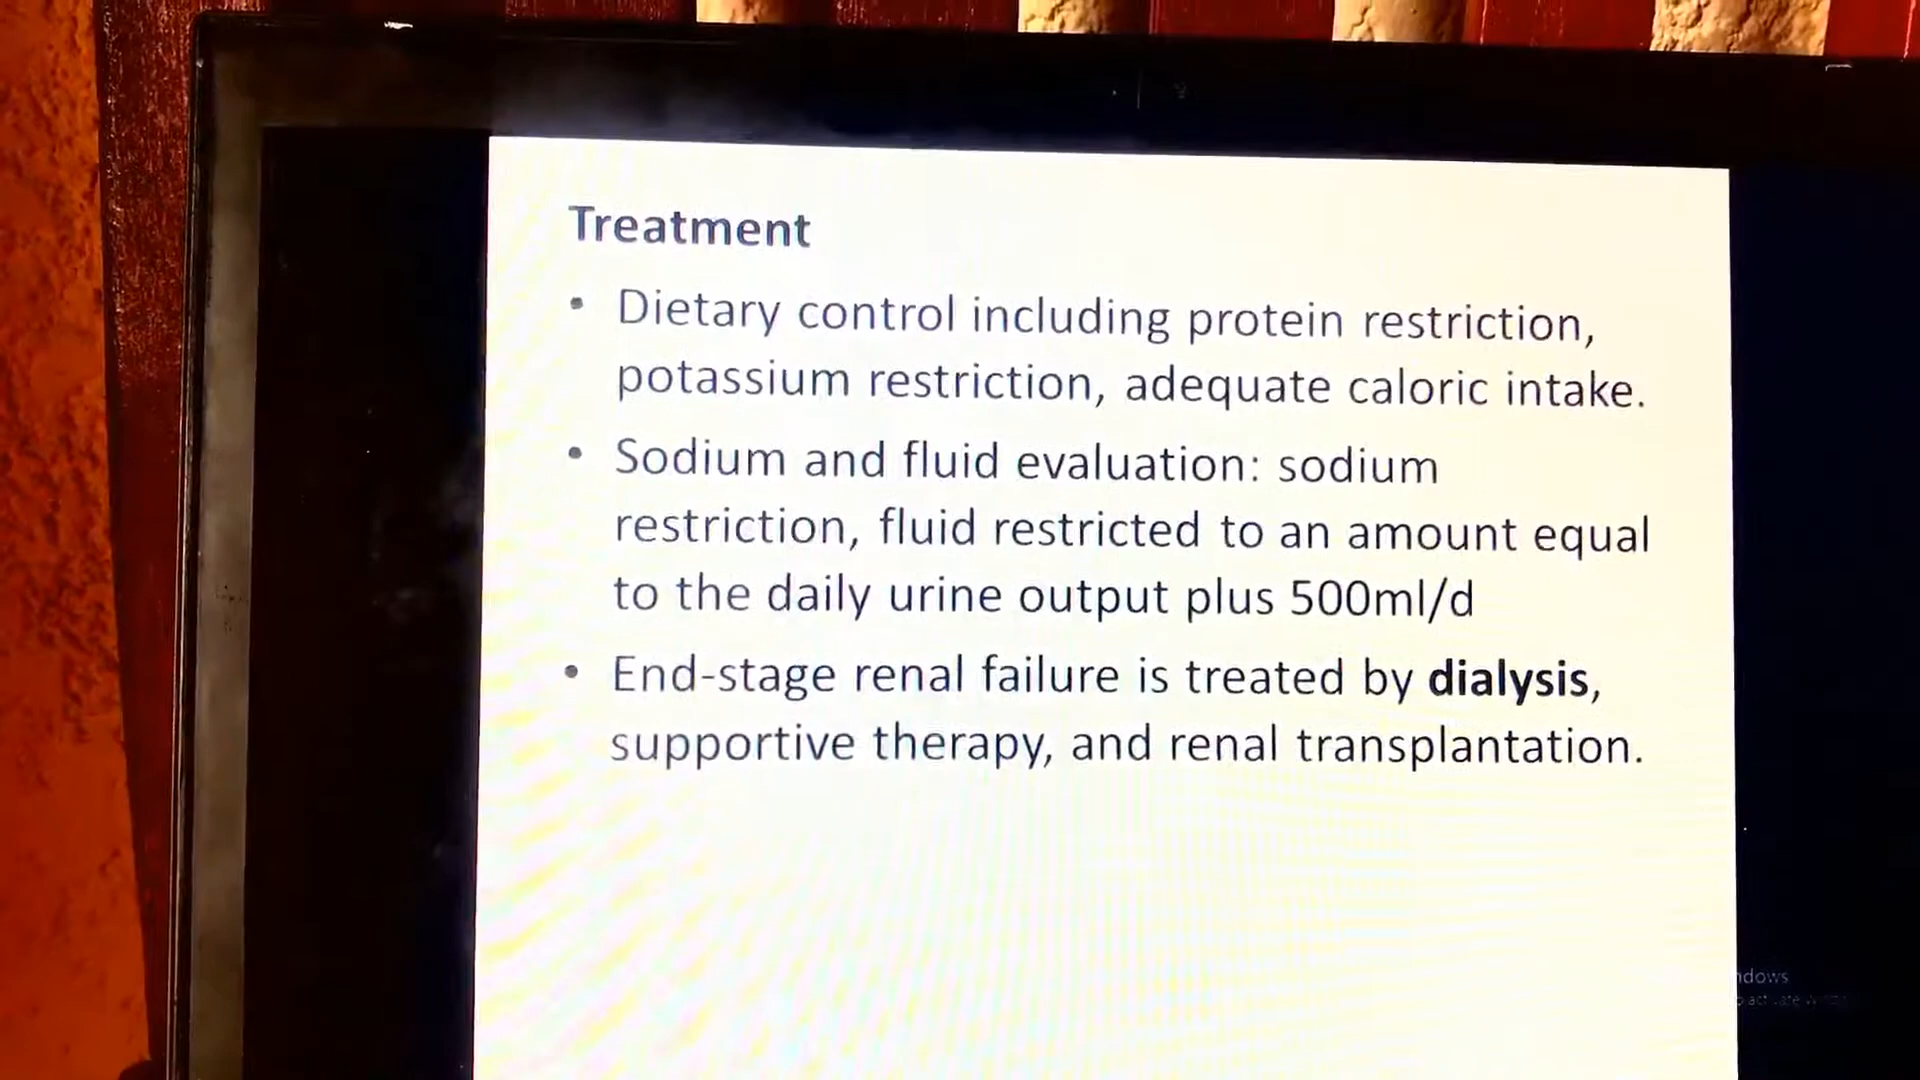 Treatment
• Dietary control including protein restriction,
potassium restriction, adequate caloric intake.
• Sodium and fluid evaluation: sodium
restriction, fluid restricted to an amount equal
to the daily urine output plus 500ml/d
• End-stage renal failure is treated by dialysis,
supportive therapy, and renal transplantation.
ndows